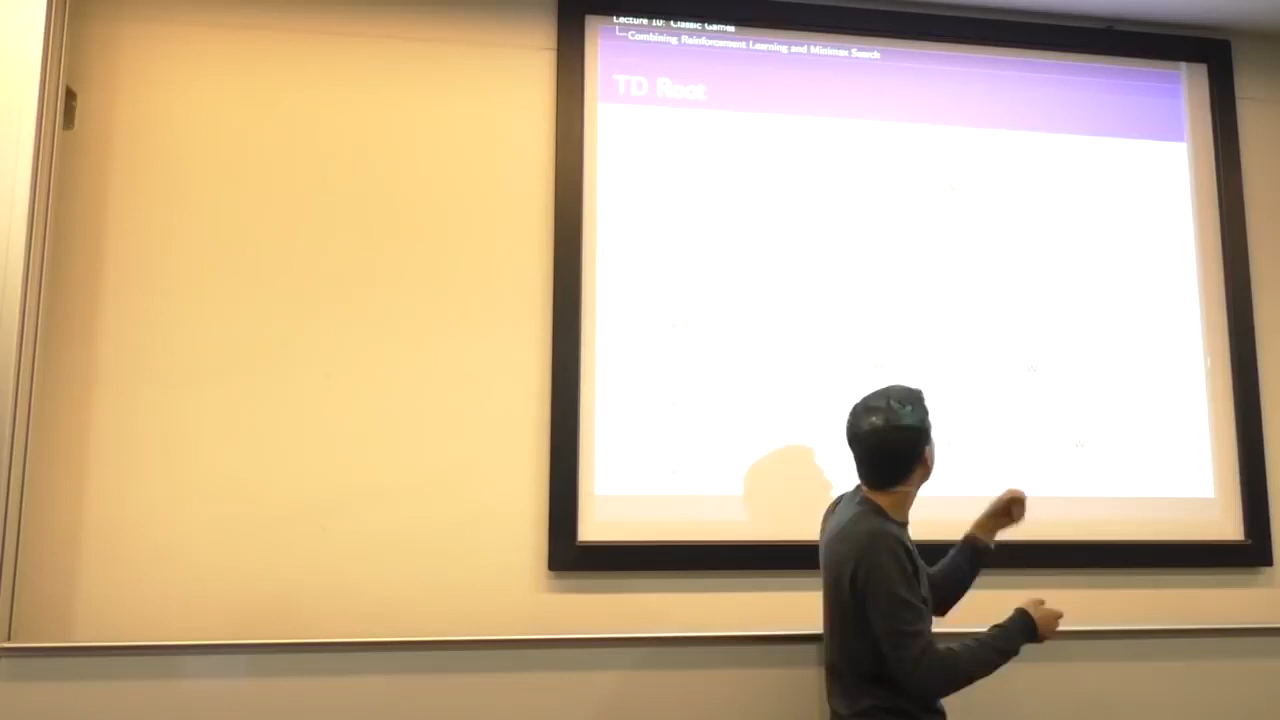 Lecture 10: Classic Games
Combining Reinforcement Learning and Minimax Search
TD Root